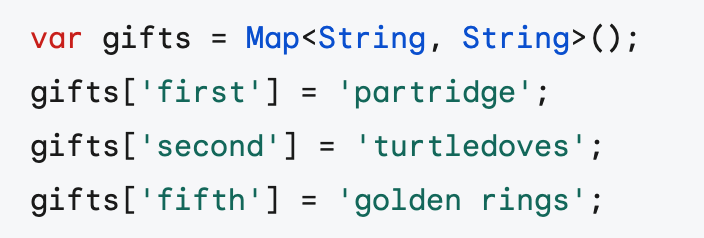 var gifts = Map<String, String>();
gifts['first'] = 'partridge';
gifts['second'] = 'turtledoves';
gifts['fifth'] = 'golden rings';